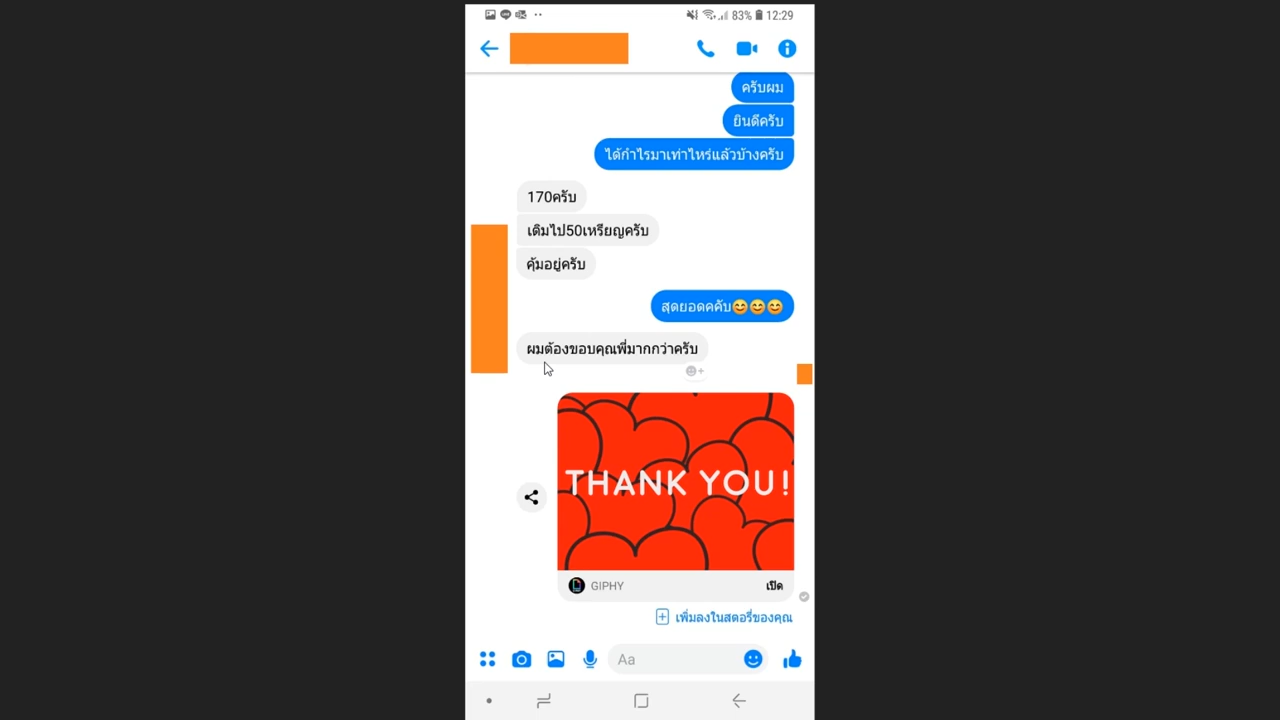 83% 12:29
ครับผม
ยินดีครับ
ได้กำไรมาเท่าไหร่แล้วบ้างครับ
170ครับ
เติมไป50เหรียญครับ
คุ้มอยู่ครับ
สุดยอดคคับ😊😊😊
ผมต้องขอบคุณพี่มากกว่าครับ
THANK YOU!
GIPHY เปิด
เพิ่มลงในสตอรี่ของคุณ
Aa